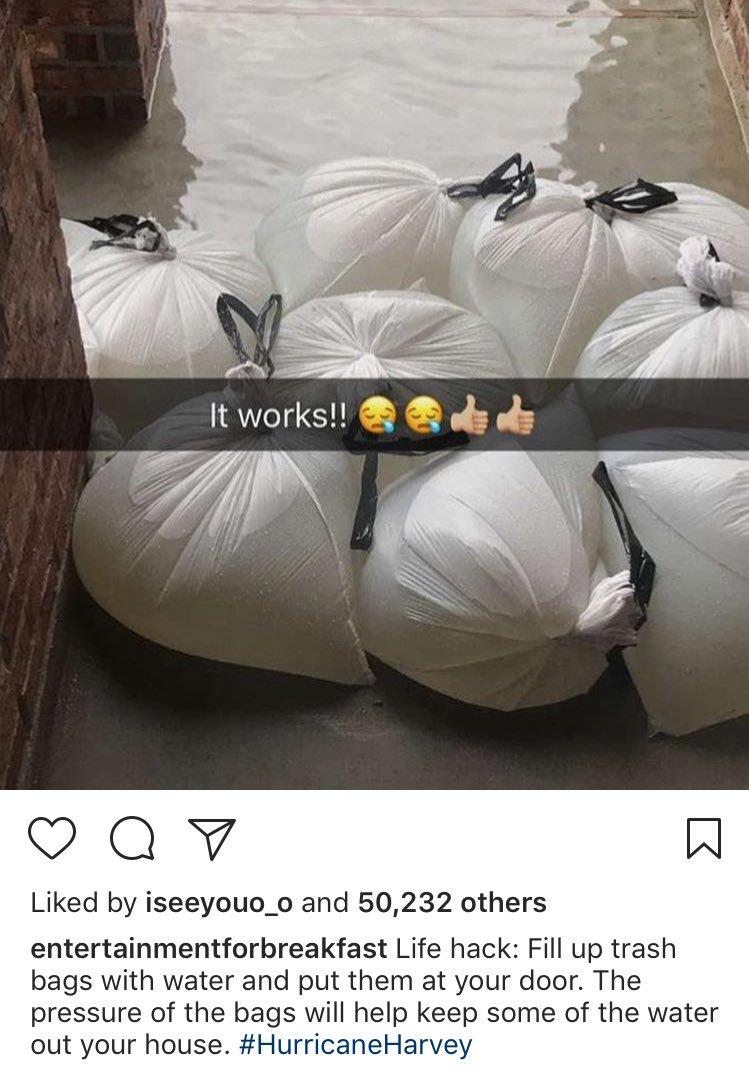 It works!! 😪😪👍🏼👍🏼
Liked by iseeyouo_o and 50,232 others
entertainmentforbreakfast Life hack: Fill up trash
bags with water and put them at your door. The
pressure of the bags will help keep some of the water
out your house. #HurricaneHarvey